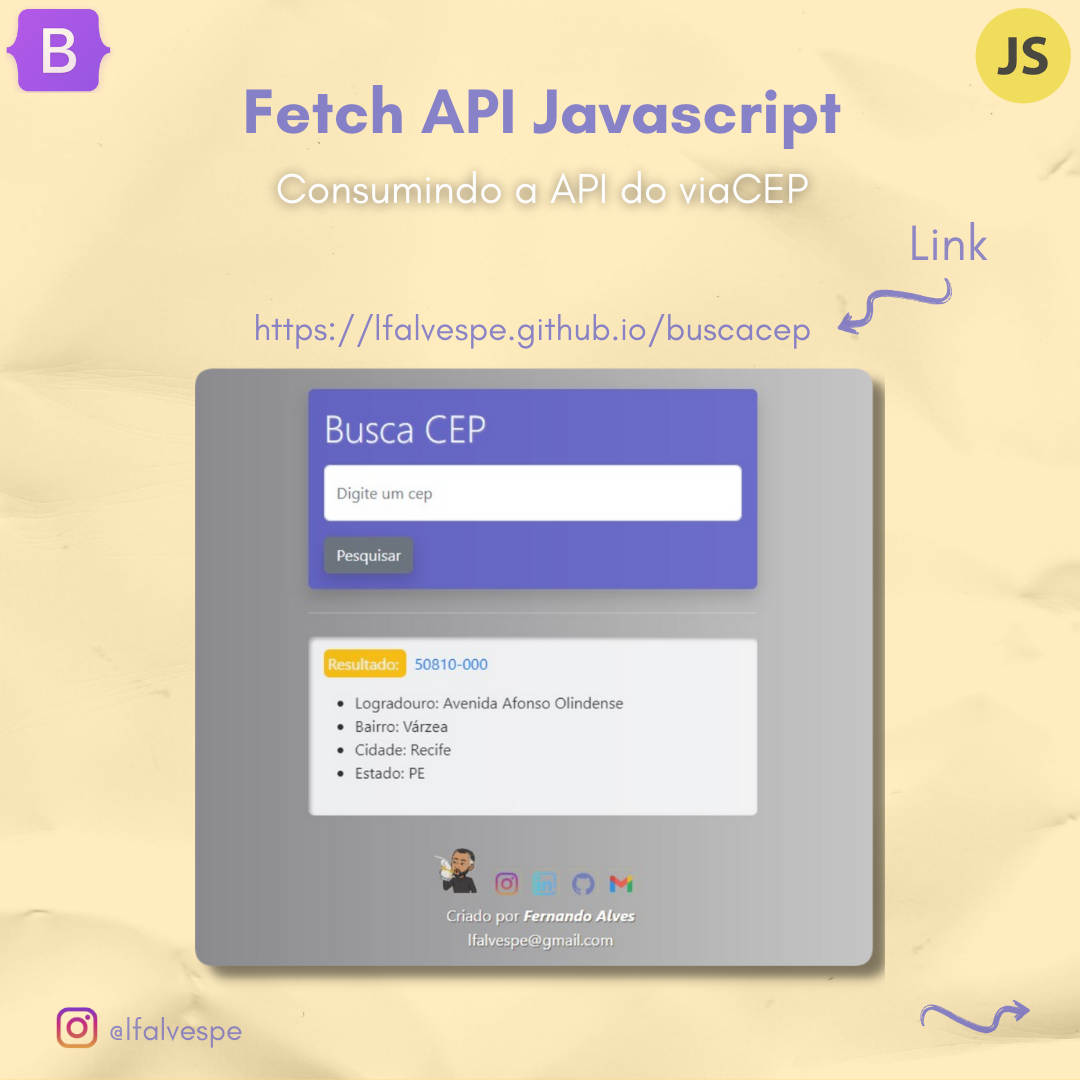 B
JS
Fetch API Javascript
Consumindo a API do viaCEP
Link
https://lfalvespe.github.io/buscacep
Busca CEP
Digite um cep
Pesquisar
Resultado: 50810-000
• Logradouro: Avenida Afonso Olindense
• Bairro: Várzea
• Cidade: Recife
• Estado: PE
in
Criado por Fernando Alves
lfalvespe@gmail.com
@lfalvespe